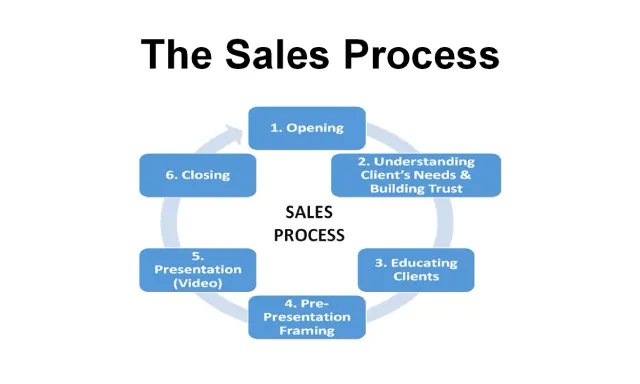 The Sales Process
1. Opening
2. Understanding
Client's Needs &
Building Trust
3. Educating
Clients
4. Pre-
Presentation
Framing
5.
Presentation
(Video)
6. Closing
SALES
PROCESS